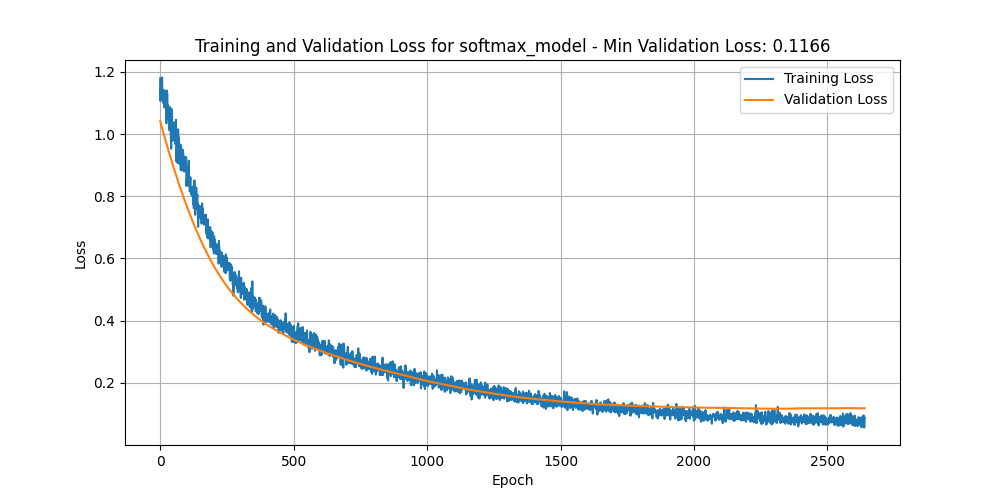 Training and Validation Loss for softmax_model - Min Validation Loss: 0.1166
Training Loss
Validation Loss
1.2
1.0
0.8
0.6
0.4
0.2
Loss
0
500
1000
1500
2000
2500
Epoch